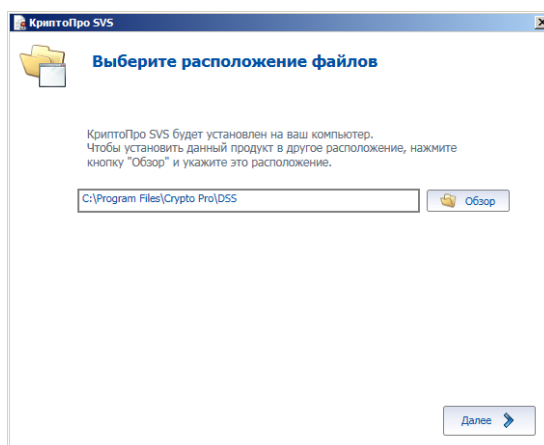 КриптоПро SVS
Выберите расположение файлов
КриптоПро SVS будет установлен на ваш компьютер.
Чтобы установить данный продукт в другое расположение, нажмите
кнопку "Обзор" и укажите это расположение.
C:\Program Files\Crypto Pro\DSS
Обзор
Далее